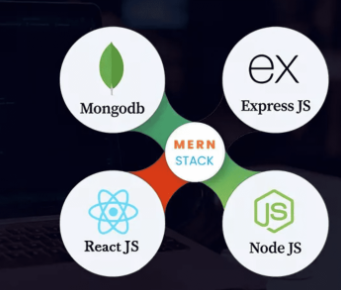 Mongodb
ex
Express JS
MERN
STACK
React JS
JS
Node JS